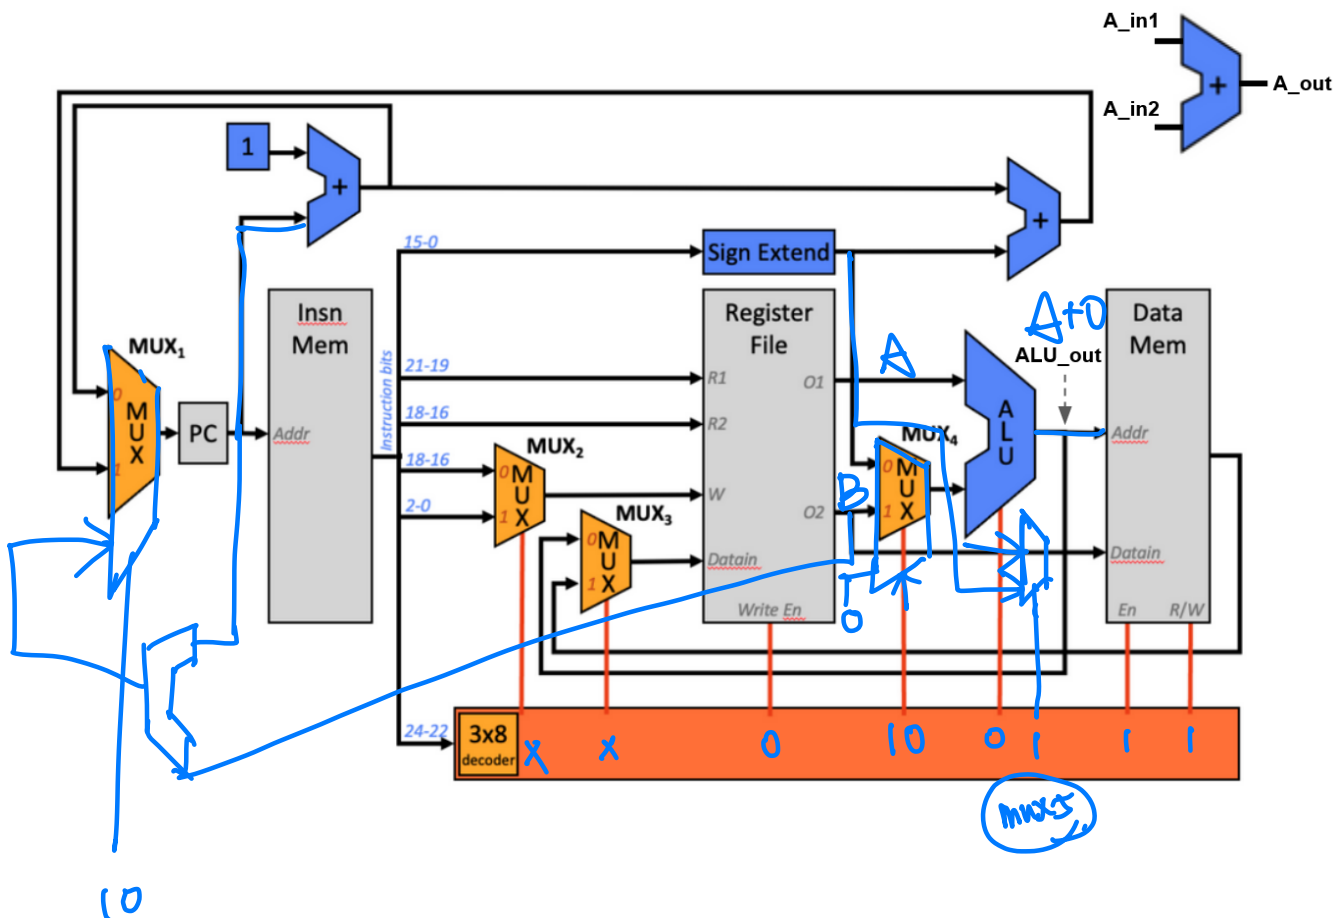 A_in1
+
A_out
A_in2
1
+
+
15-0
Sign Extend
Insn
Mem
Register
File
A+0
Data
Mem
MUX1
ALU_out
A
Instruction bits
21-19
R1
O1
0
M
U
X
1
PC
Addr
18-16
R2
A
L
U
Addr
MUX4
MUX2
18-16
0
M
U
X
1
W
0
M
U
X
1
B
O2
2-0
MUX3
0
M
U
X
1
Datain
Datain
Write En
0
En
R/W
24-22
3x8
decoder
X
X
0
10
0
1
1
1
mux5
10